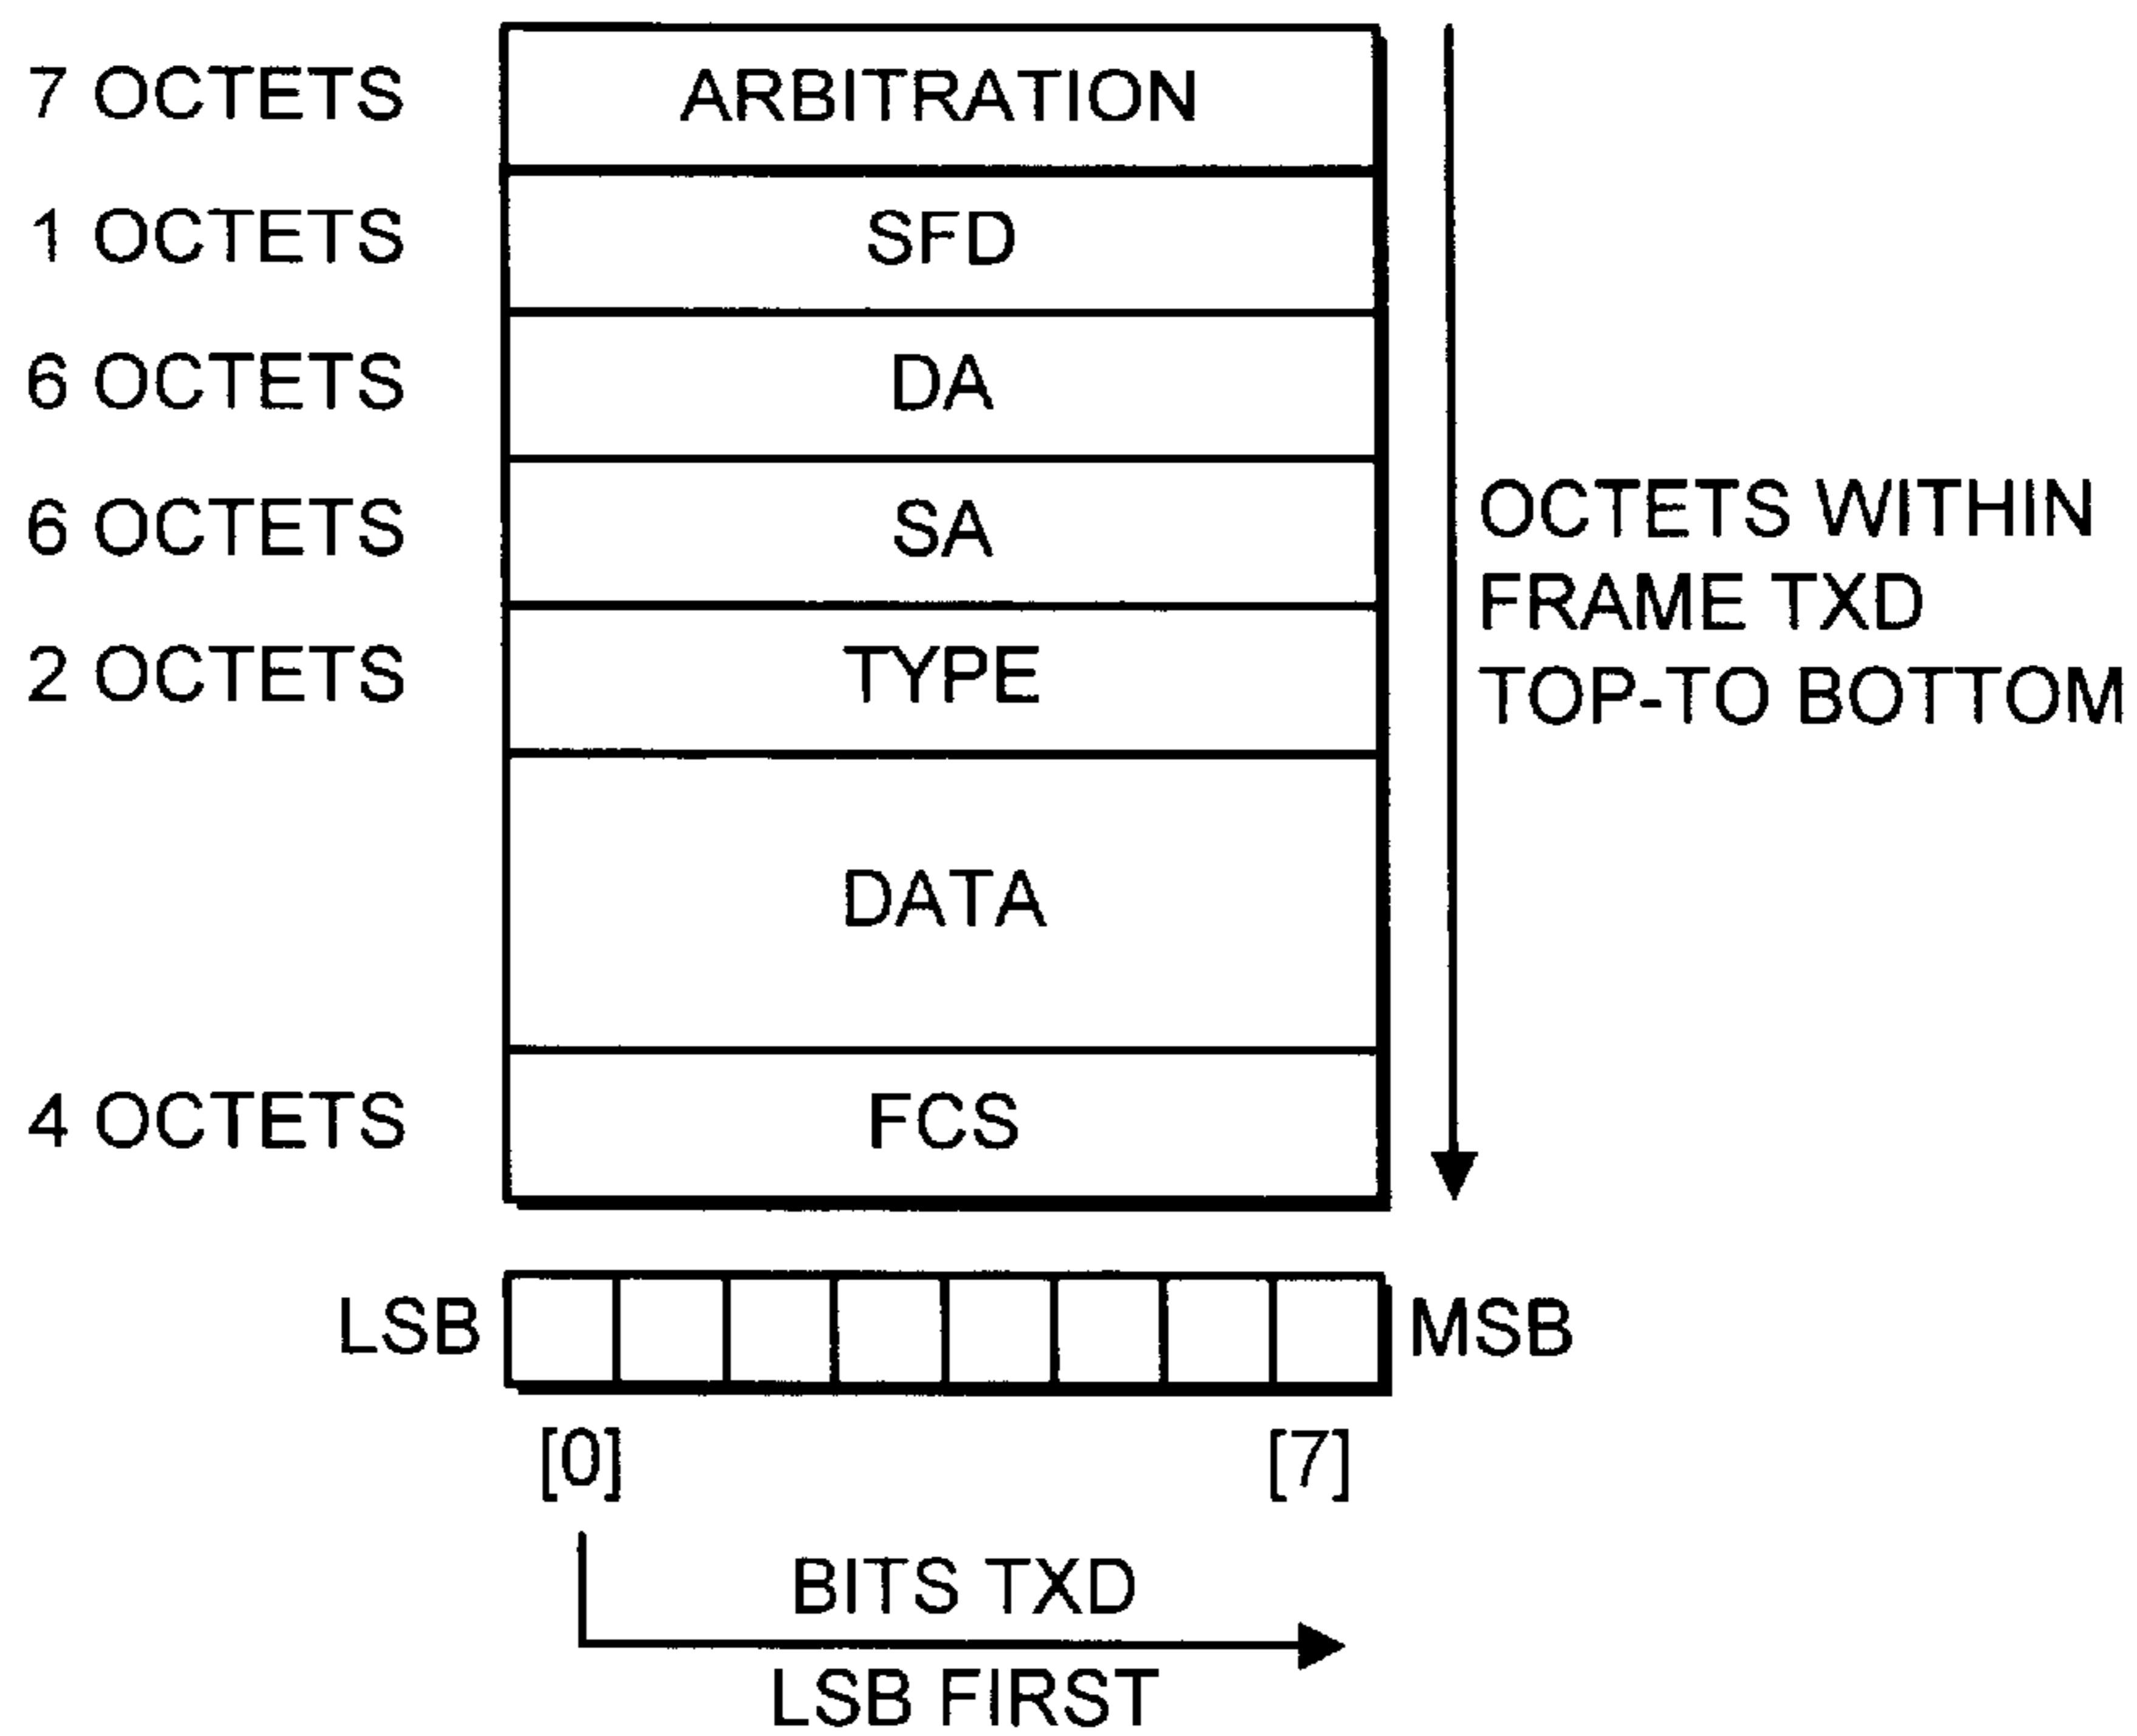 7 OCTETS ARBITRATION
1 OCTETS SFD
6 OCTETS DA
6 OCTETS SA
2 OCTETS TYPE
DATA
4 OCTETS FCS
OCTETS WITHIN
FRAME TXD
TOP-TO BOTTOM
LSB MSB
[0] [7]
BITS TXD
LSB FIRST